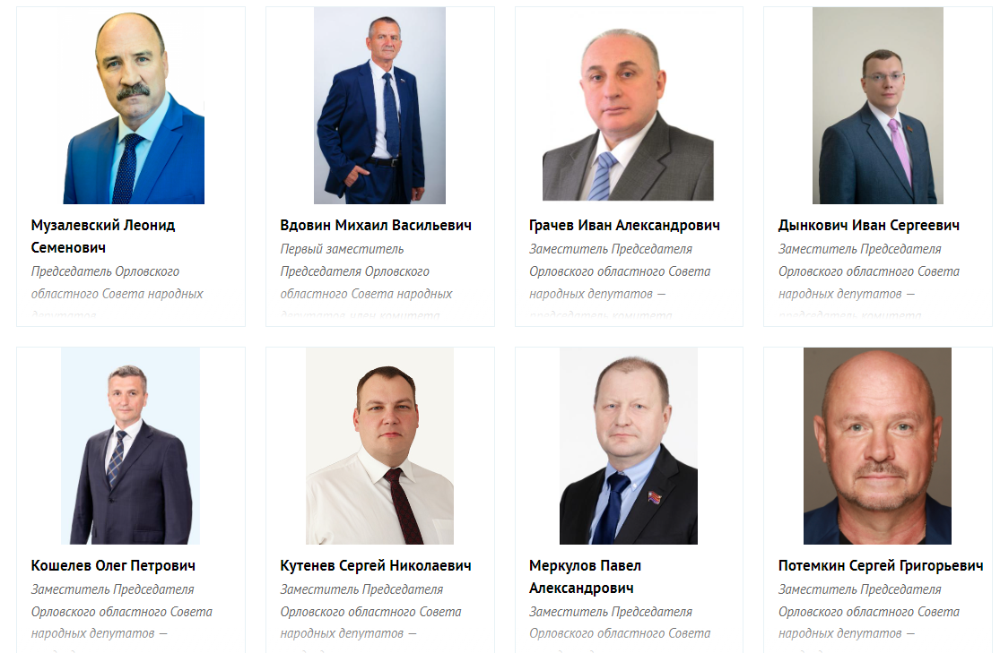 Музалевский Леонид
Семенович
Председатель Орловского
областного Совета народных
депутатов
Вдовин Михаил Васильевич
Первый заместитель
Председателя Орловского
областного Совета народных
депутатов член комитета
Грачев Иван Александрович
Заместитель Председателя
Орловского областного Совета
народных депутатов —
председатель комитета
Дынкович Иван Сергеевич
Заместитель Председателя
Орловского областного Совета
народных депутатов —
председатель комитета
Кошелев Олег Петрович
Заместитель Председателя
Орловского областного Совета
народных депутатов —
Кутенев Сергей Николаевич
Заместитель Председателя
Орловского областного Совета
народных депутатов —
Меркулов Павел
Александрович
Заместитель Председателя
Орловского областного Совета
Потемкин Сергей Григорьевич
Заместитель Председателя
Орловского областного Совета
народных депутатов —